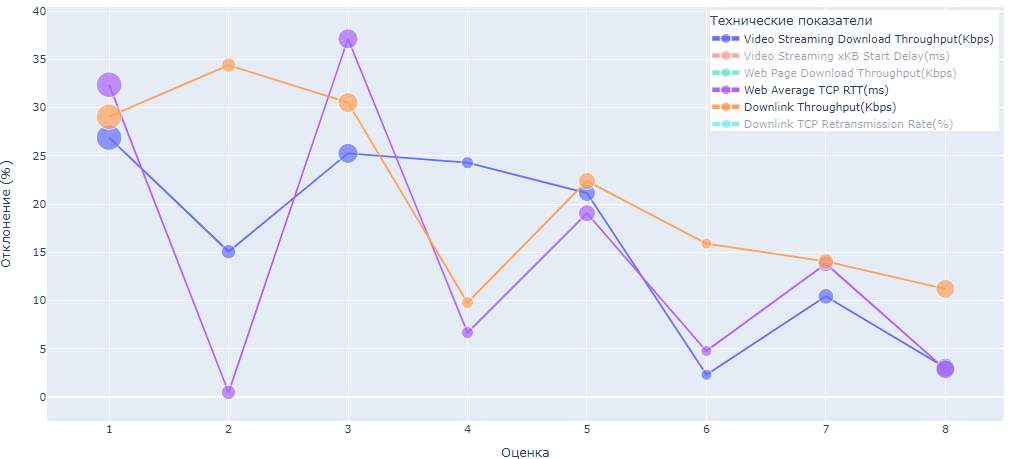 Технические показатели
Video Streaming Download Throughput(Kbps)
Video Streaming xKB Start Delay(ms)
Web Page Download Throughput(Kbps)
Web Average TCP RTT(ms)
Downlink Throughput(Kbps)
Downlink TCP Retransmission Rate(%)
Отклонение (%)
40
35
30
25
20
15
10
5
0
1 2 3 4 5 6 7 8
Оценка